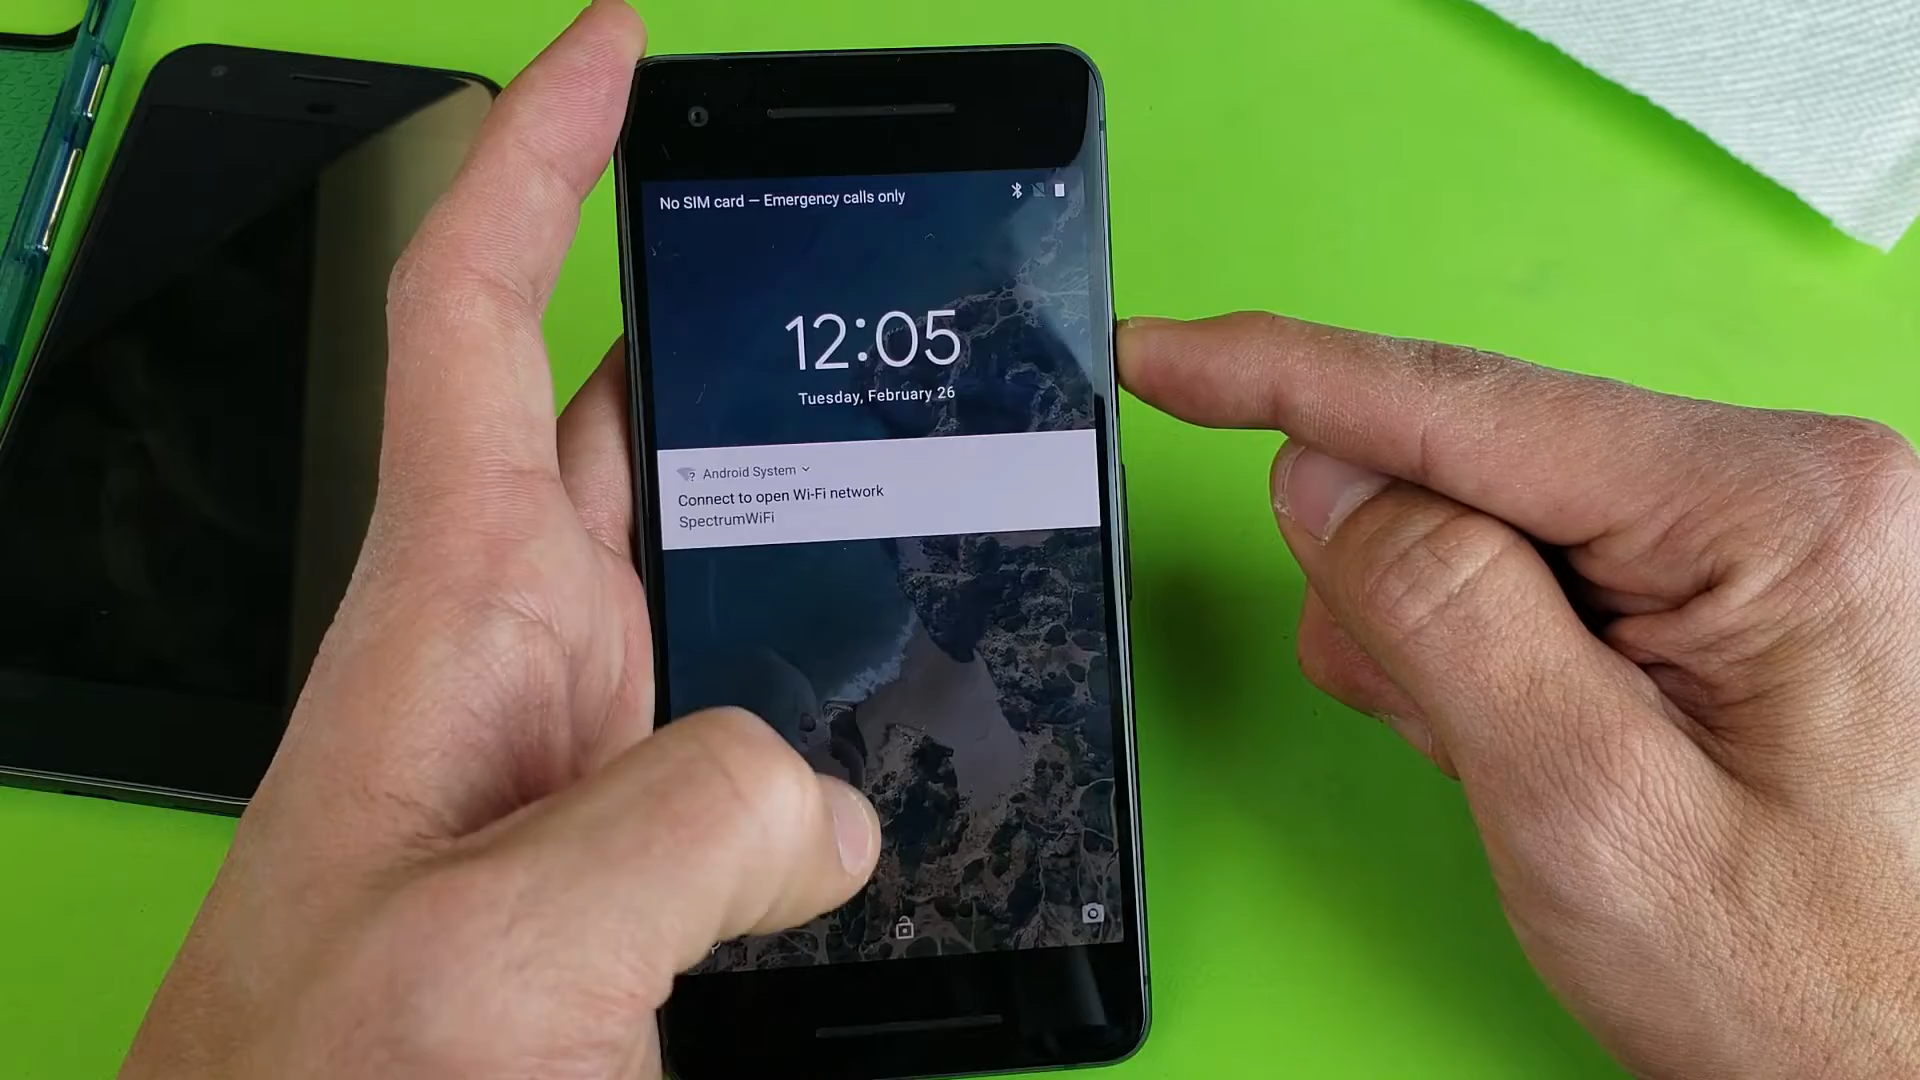 No SIM card — Emergency calls only
12:05
Tuesday, February 26
Android System
Connect to open Wi-Fi network
SpectrumWiFi